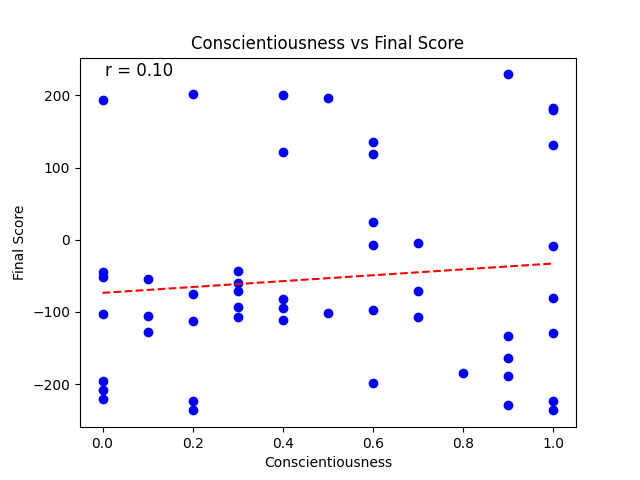 Conscientiousness vs Final Score
r = 0.10
Final Score
200
100
0
−100
−200
0.0 0.2 0.4 0.6 0.8 1.0
Conscientiousness